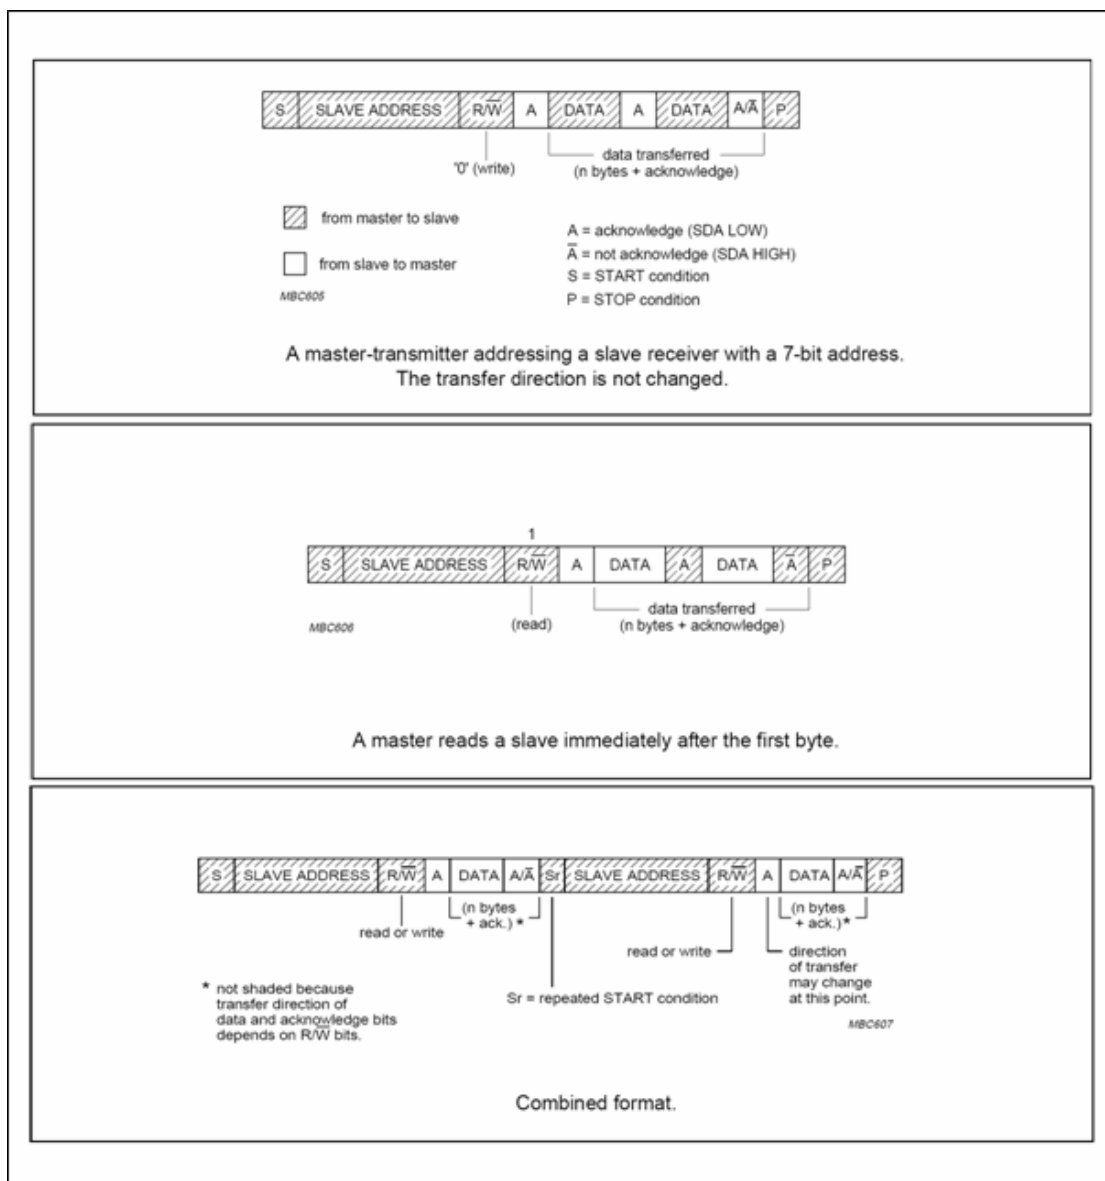 S SLAVE ADDRESS R/W̅ A DATA A DATA A/A̅ P
data transferred
'0' (write) (n bytes + acknowledge)
from master to slave
A = acknowledge (SDA LOW)
A̅ = not acknowledge (SDA HIGH)
from slave to master
S = START condition
MBC605
P = STOP condition
A master-transmitter addressing a slave receiver with a 7-bit address.
The transfer direction is not changed.
1
S SLAVE ADDRESS R/W̅ A DATA A DATA A̅ P
data transferred
MBC606 (read) (n bytes + acknowledge)
A master reads a slave immediately after the first byte.
S SLAVE ADDRESS R/W̅ A DATA A/A̅ Sr SLAVE ADDRESS R/W̅ A DATA A/A̅ P
(n bytes
+ ack.) *
(n bytes
+ ack.) *
read or write
read or write
direction
of transfer
may change
at this point.
* not shaded because
transfer direction of
data and acknowledge bits
depends on R/W̅ bits.
Sr = repeated START condition
MBC607
Combined format.